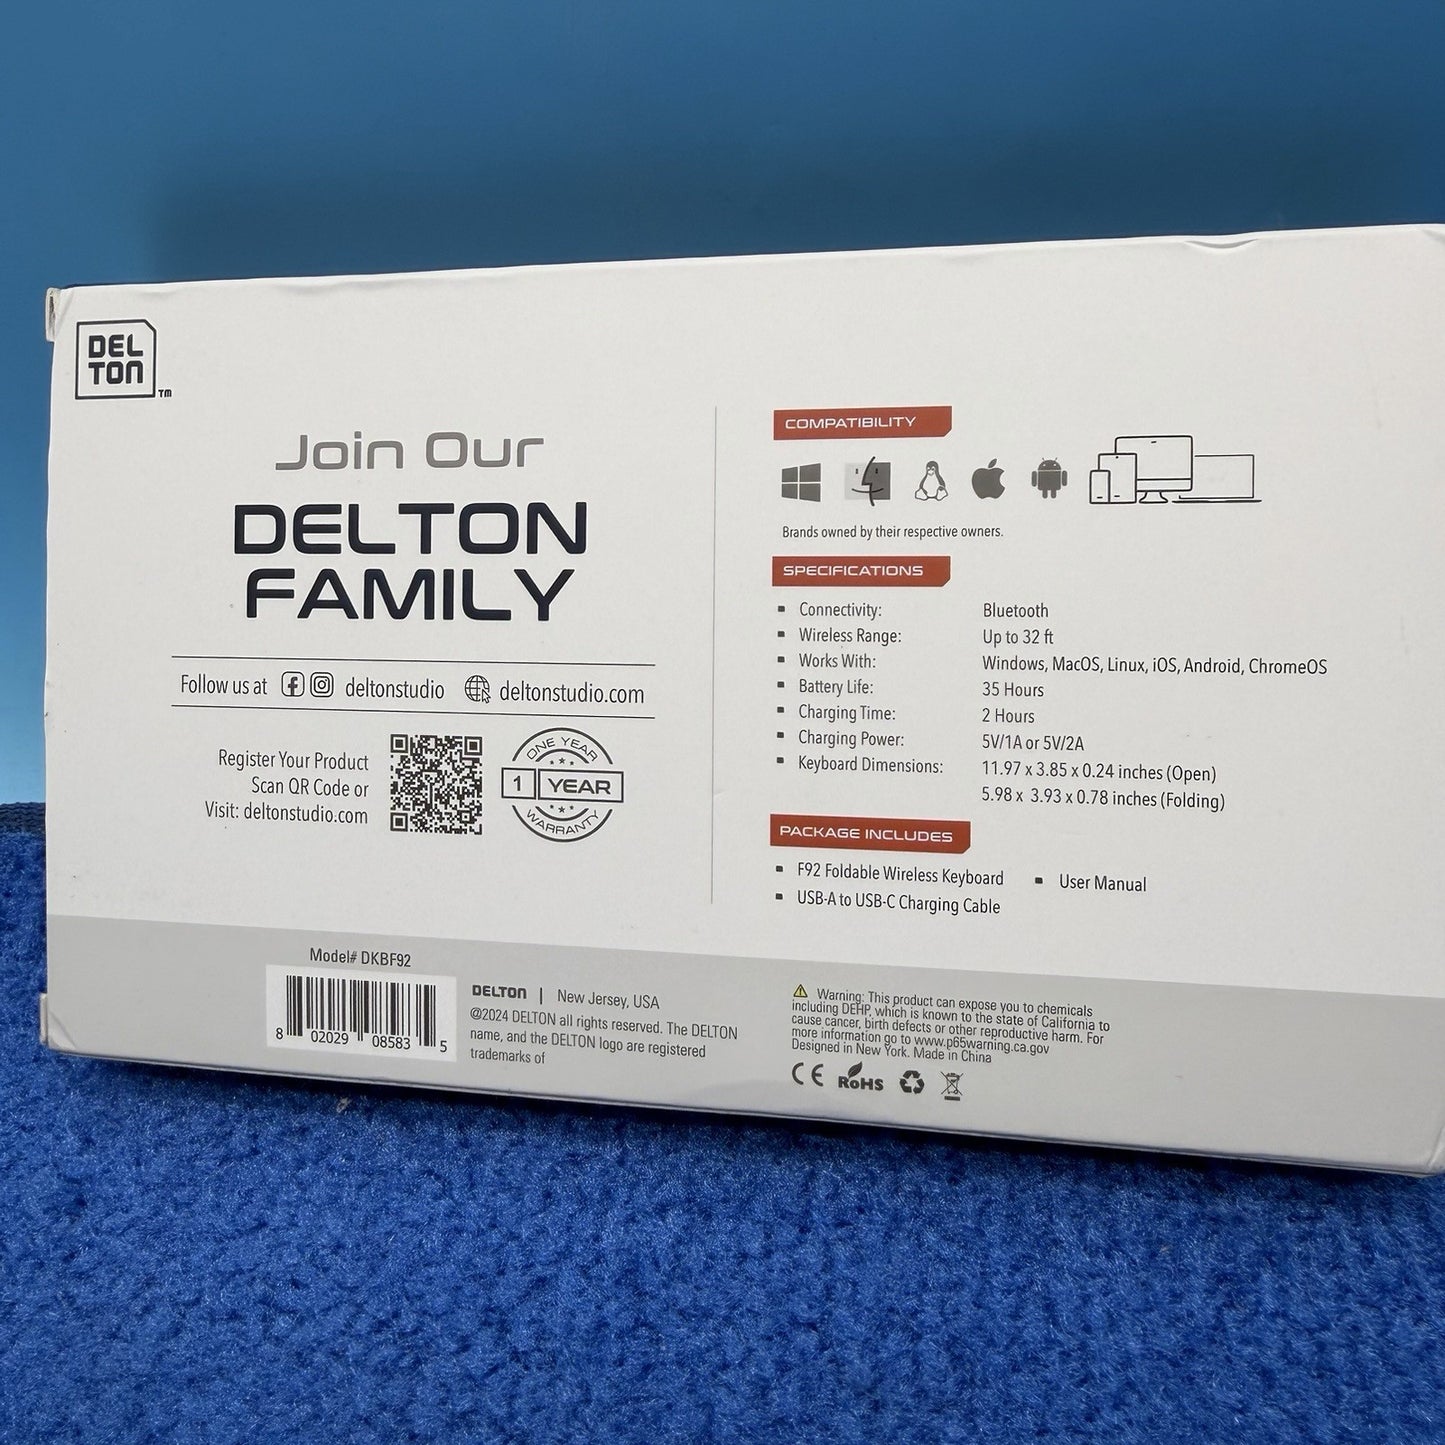 DEL
TON
TM
Join Our
DELTON
FAMILY
Follow us at deltonstudio deltonstudio.com
Register Your Product
Scan QR Code or
Visit: deltonstudio.com
ONE YEAR
1 YEAR
WARRANTY
COMPATIBILITY
Brands owned by their respective owners.
SPECIFICATIONS
Connectivity: Bluetooth
Wireless Range: Up to 32 ft
Works With: Windows, MacOS, Linux, iOS, Android, ChromeOS
Battery Life: 35 Hours
Charging Time: 2 Hours
Charging Power: 5V/1A or 5V/2A
Keyboard Dimensions: 11.97 x 3.85 x 0.24 inches (Open)
5.98 x 3.93 x 0.78 inches (Folding)
PACKAGE INCLUDES
F92 Foldable Wireless Keyboard
USB-A to USB-C Charging Cable
User Manual
Model# DKBF92
8 02029 08583 5
DELTON | New Jersey, USA
@2024 DELTON all rights reserved. The DELTON
name, and the DELTON logo are registered
trademarks of
Warning: This product can expose you to chemicals
including DEHP, which is known to the state of California to
cause cancer, birth defects or other reproductive harm. For
more information go to www.p65warning.ca.gov
Designed in New York. Made in China
CE RoHS